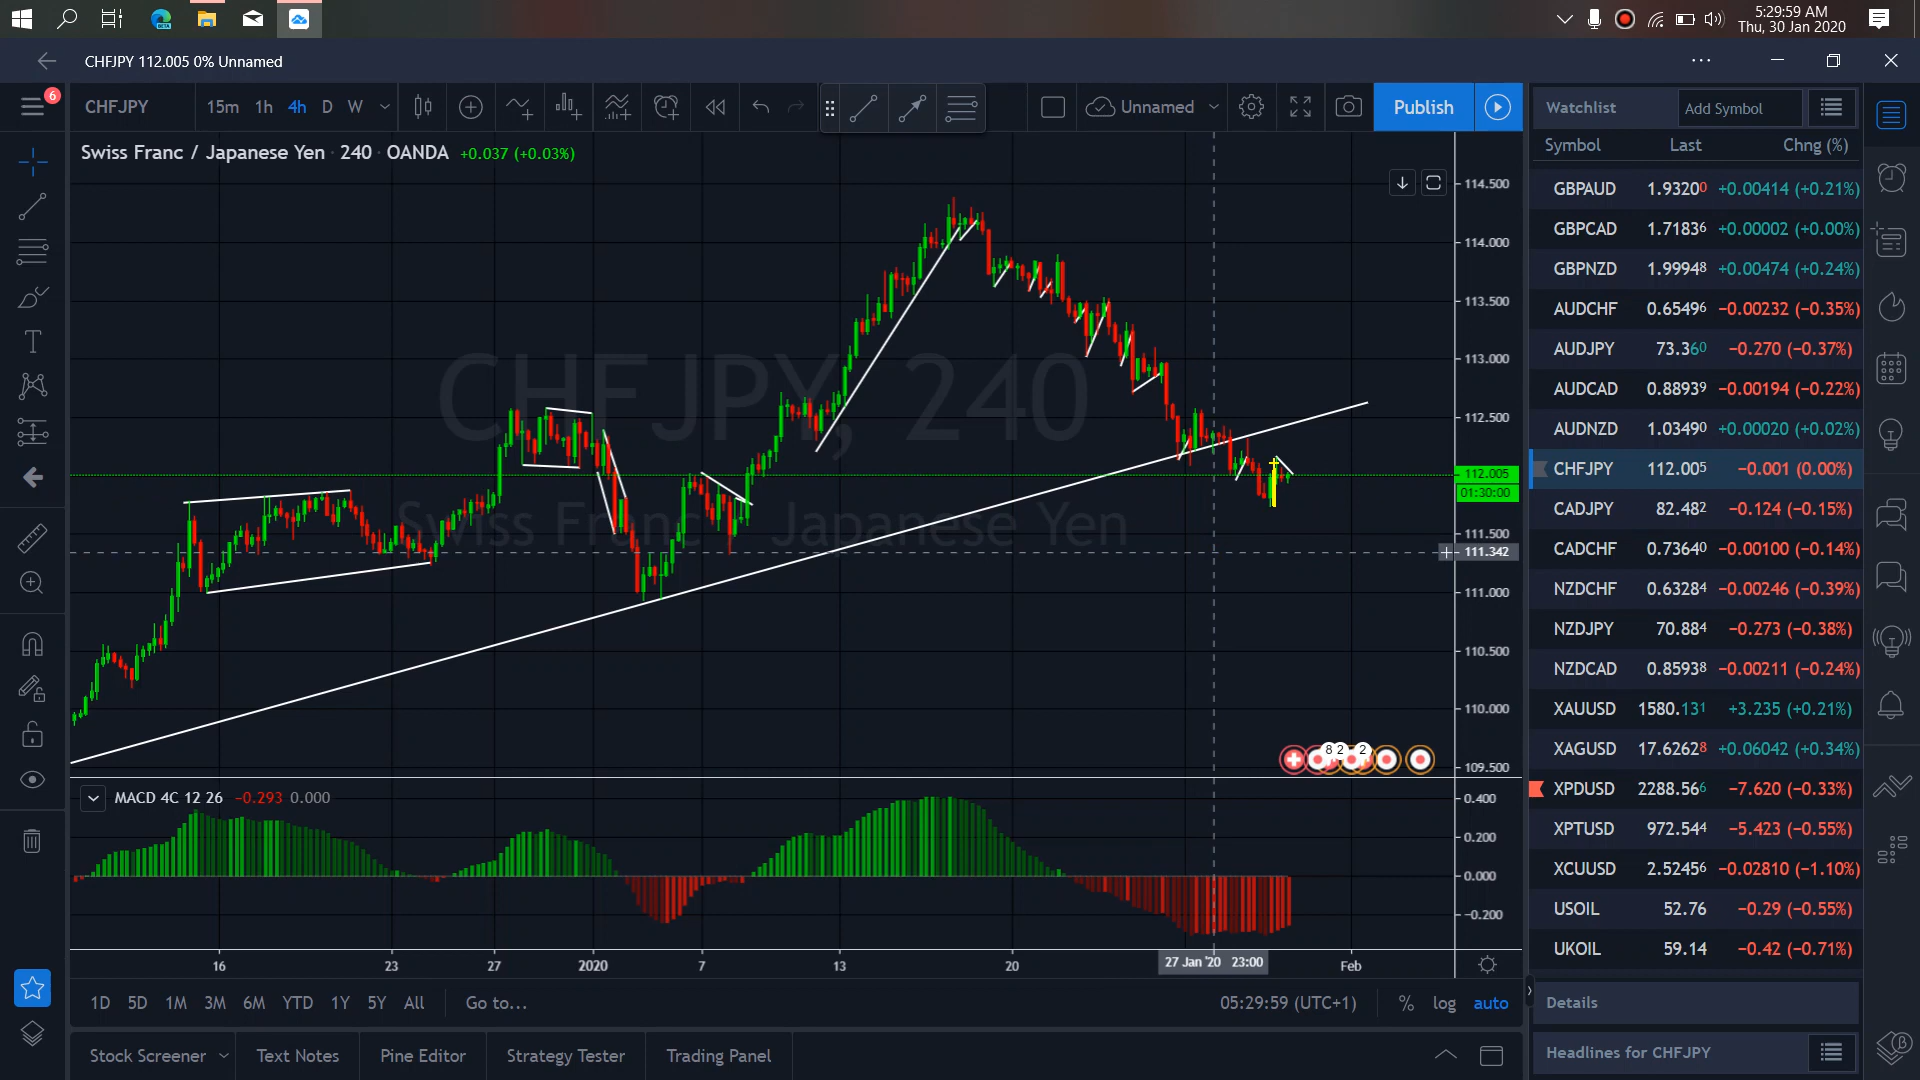 5:29:59 AM
Thu, 30 Jan 2020
CHFJPY 112.005 0% Unnamed
6
CHFJPY 15m 1h 4h D W Unnamed Publish
Watchlist Add Symbol
Swiss Franc / Japanese Yen · 240 · OANDA +0.037 (+0.03%)
Symbol Last Chng (%)
GBPAUD 1.93200 +0.00414 (+0.21%)
GBPCAD 1.71836 +0.00002 (+0.00%)
GBPNZD 1.99948 +0.00474 (+0.24%)
AUDCHF 0.65496 −0.00232 (−0.35%)
AUDJPY 73.360 −0.270 (−0.37%)
AUDCAD 0.88939 −0.00194 (−0.22%)
AUDNZD 1.03490 +0.00020 (+0.02%)
CHFJPY 112.005 −0.001 (0.00%)
CADJPY 82.482 −0.124 (−0.15%)
CADCHF 0.73640 −0.00100 (−0.14%)
NZDCHF 0.63284 −0.00246 (−0.39%)
NZDJPY 70.884 −0.273 (−0.38%)
NZDCAD 0.85938 −0.00211 (−0.24%)
XAUUSD 1580.131 +3.235 (+0.21%)
XAGUSD 17.62628 +0.06042 (+0.34%)
XPDUSD 2288.566 −7.620 (−0.33%)
XPTUSD 972.544 −5.423 (−0.55%)
XCUUSD 2.52456 −0.02810 (−1.10%)
USOIL 52.76 −0.29 (−0.55%)
UKOIL 59.14 −0.42 (−0.71%)
Details
Headlines for CHFJPY
CHFJPY, 240
Swiss Franc / Japanese Yen
114.500
114.000
113.500
113.000
112.500
112.005
01:30:00
111.500
111.342
111.000
110.500
110.000
109.500
8 2 2
MACD 4C 12 26 −0.293 0.000
0.400
0.200
0.000
−0.200
16 23 27 2020 7 13 20 27 Jan '20 23:00 Feb
1D 5D 1M 3M 6M YTD 1Y 5Y All Go to... 05:29:59 (UTC+1) % log auto
Stock Screener Text Notes Pine Editor Strategy Tester Trading Panel